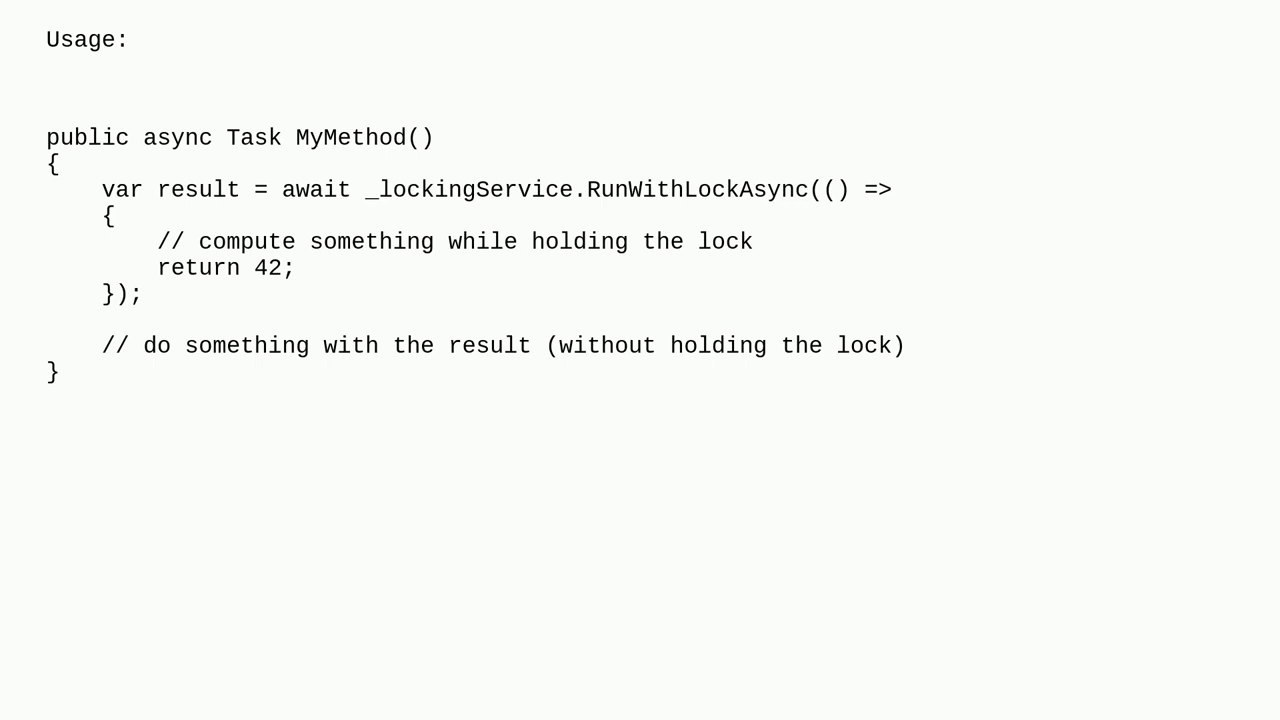 Usage:
public async Task MyMethod()
{
    var result = await _lockingService.RunWithLockAsync(() =>
    {
        // compute something while holding the lock
        return 42;
    });
    // do something with the result (without holding the lock)
}